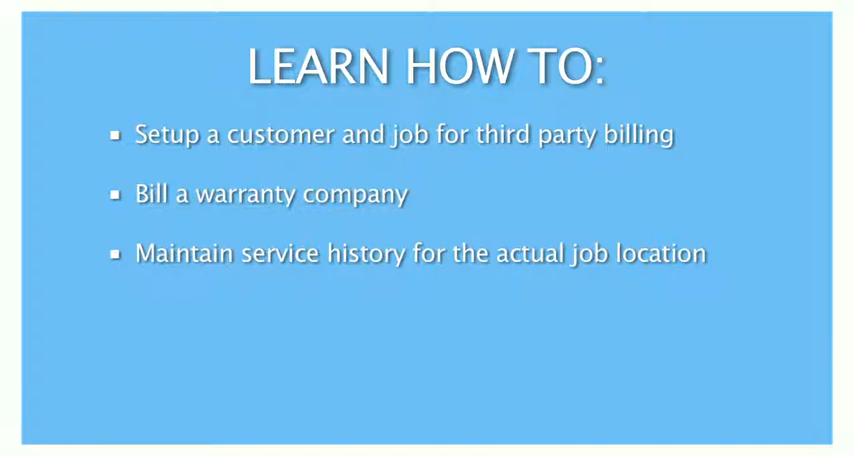 LEARN HOW TO:
Setup a customer and job for third party billing
Bill a warranty company
Maintain service history for the actual job location